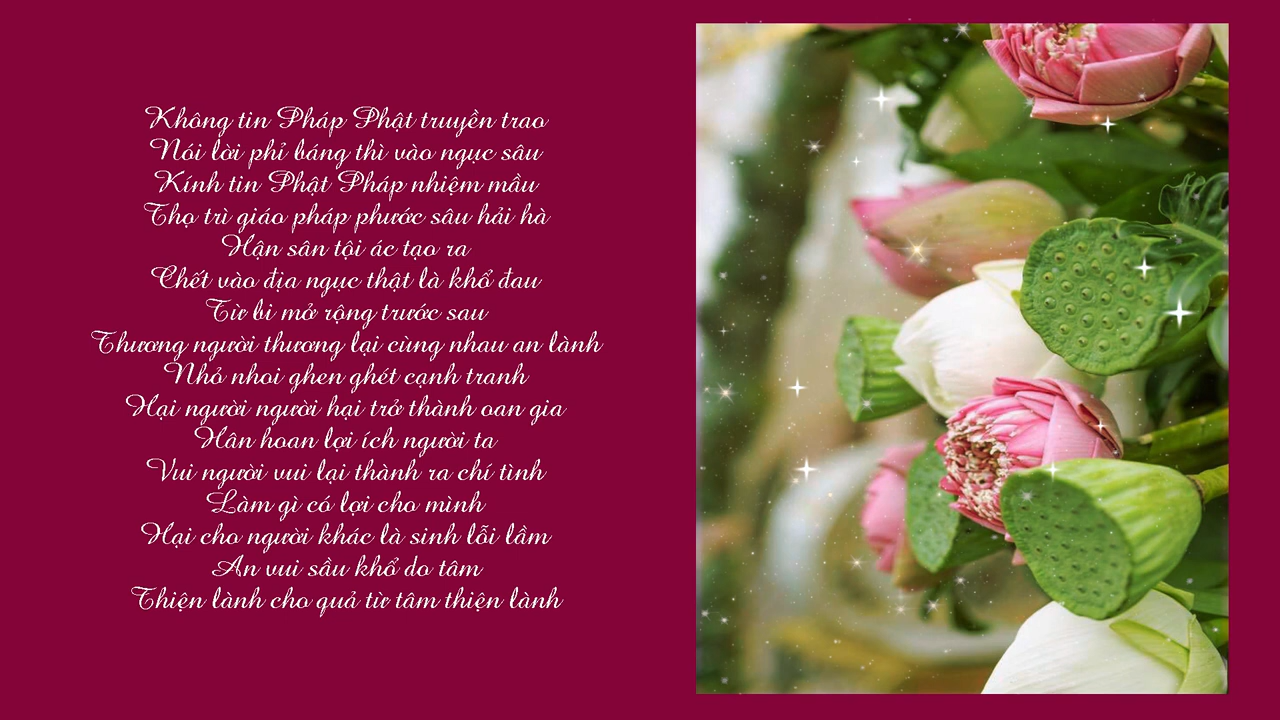 Không tin Pháp Phật truyền trao
Nói lời phỉ báng thì vào ngục sâu
Kính tin Phật Pháp nhiệm mầu
Thọ trì giáo pháp phước sâu hải hà
Hận sân tội ác tạo ra
Chết vào địa ngục thật là khổ đau
Từ bi mở rộng trước sau
Thương người thương lại cùng nhau an lành
Nhỏ nhoi ghen ghét cạnh tranh
Hại người người hại trở thành oan gia
Hân hoan lợi ích người ta
Vui người vui lại thành ra chí tình
Làm gì có lợi cho mình
Hại cho người khác là sinh lỗi lầm
An vui sầu khổ do tâm
Thiện lành cho quả từ tâm thiện lành